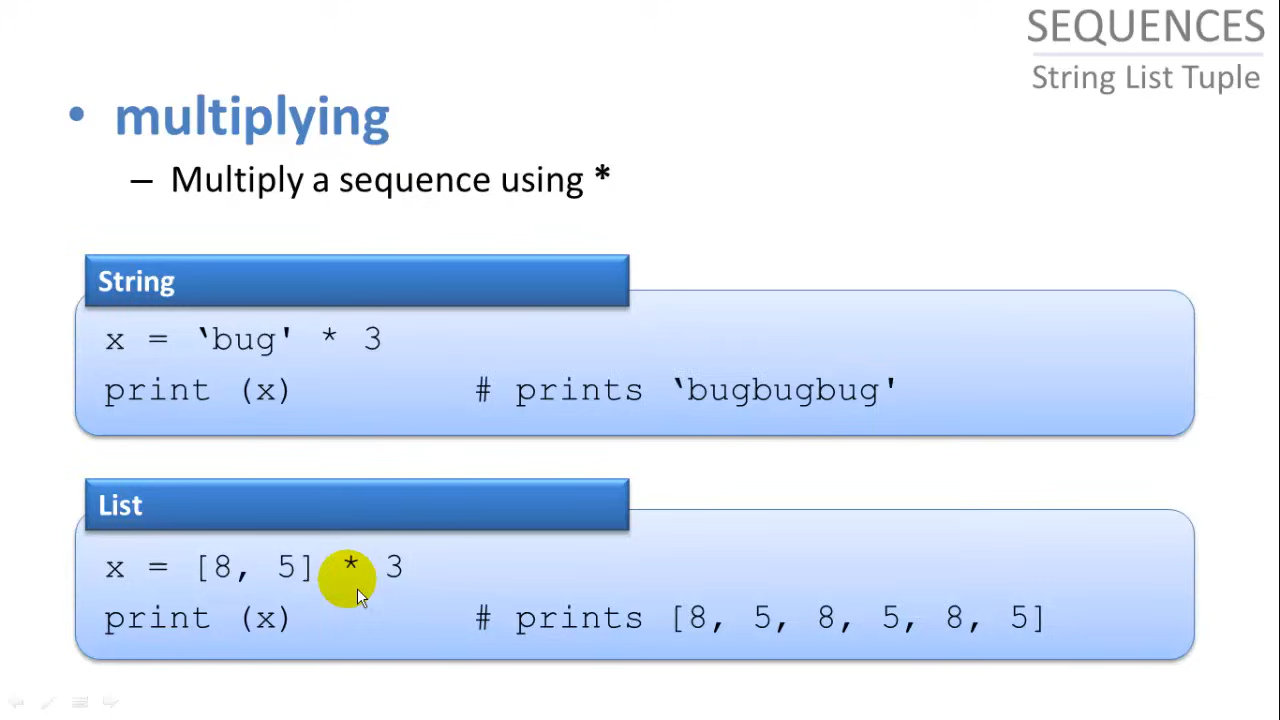 SEQUENCES
String List Tuple
• multiplying
– Multiply a sequence using *
String
x = ‘bug' * 3
print (x) # prints ‘bugbugbug'
List
x = [8, 5] * 3
print (x) # prints [8, 5, 8, 5, 8, 5]